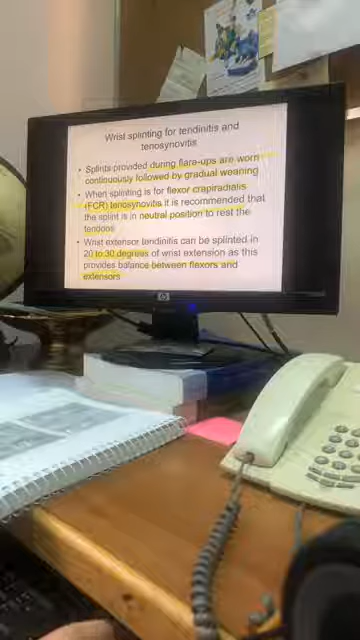 Wrist splinting for tendinitis and
tenosynovitis
• Splints provided during flare-ups are worn
continuously followed by gradual weaning
• When splinting is for flexor crapiradialis
(FCR) tenosynovitis it is recommended that
the splint is in neutral position to rest the
tendons
• Wrist extensor tendinitis can be splinted in
20 to 30 degrees of wrist extension as this
provides balance between flexors and
extensors
hp